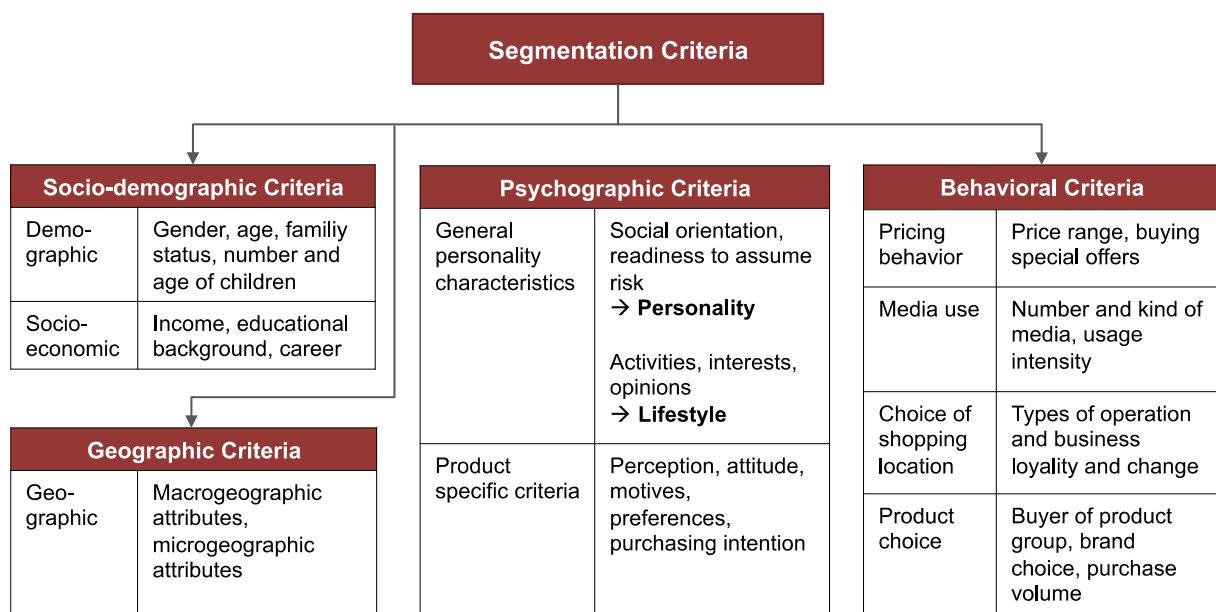 Segmentation Criteria
Socio-demographic Criteria
Demo-
graphic
Gender, age, familiy
status, number and
age of children
Socio-
economic
Income, educational
background, career
Geographic Criteria
Geo-
graphic
Macrogeographic
attributes,
microgeographic
attributes
Psychographic Criteria
General
personality
characteristics
Social orientation,
readiness to assume
risk
→ Personality
Activities, interests,
opinions
→ Lifestyle
Product
specific criteria
Perception, attitude,
motives,
preferences,
purchasing intention
Behavioral Criteria
Pricing
behavior
Price range, buying
special offers
Media use
Number and kind of
media, usage
intensity
Choice of
shopping
location
Types of operation
and business
loyality and change
Product
choice
Buyer of product
group, brand
choice, purchase
volume